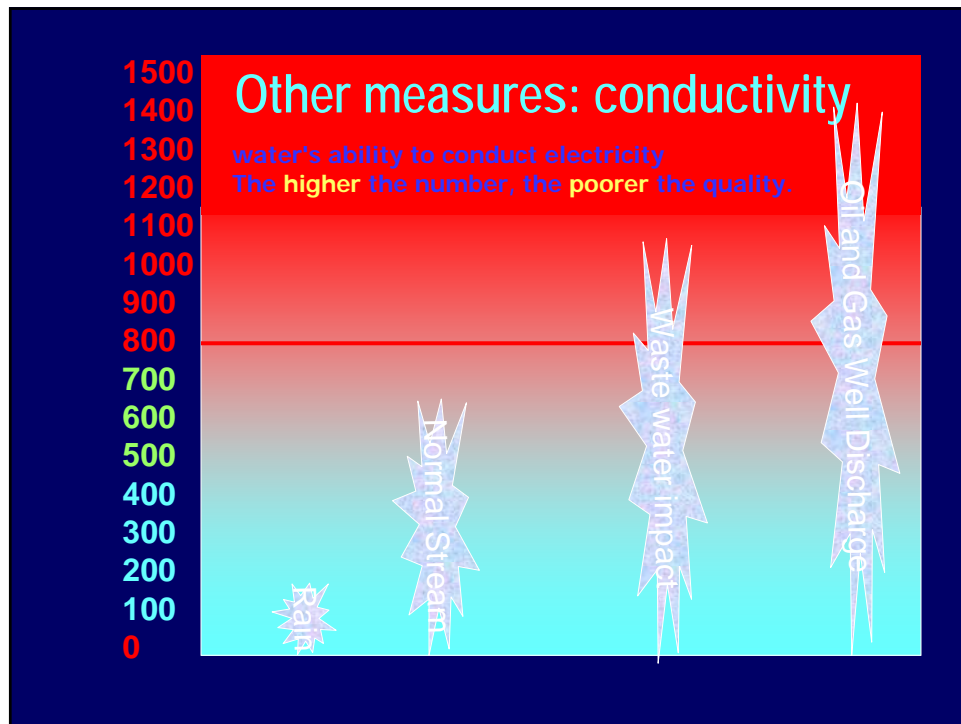 Other measures: conductivity
water's ability to conduct electricity
The higher the number, the poorer the quality.
1500
1400
1300
1200
1100
1000
900
800
700
600
500
400
300
200
100
0
Rain
Normal Stream
Waste water impact
Oil and Gas Well Discharge